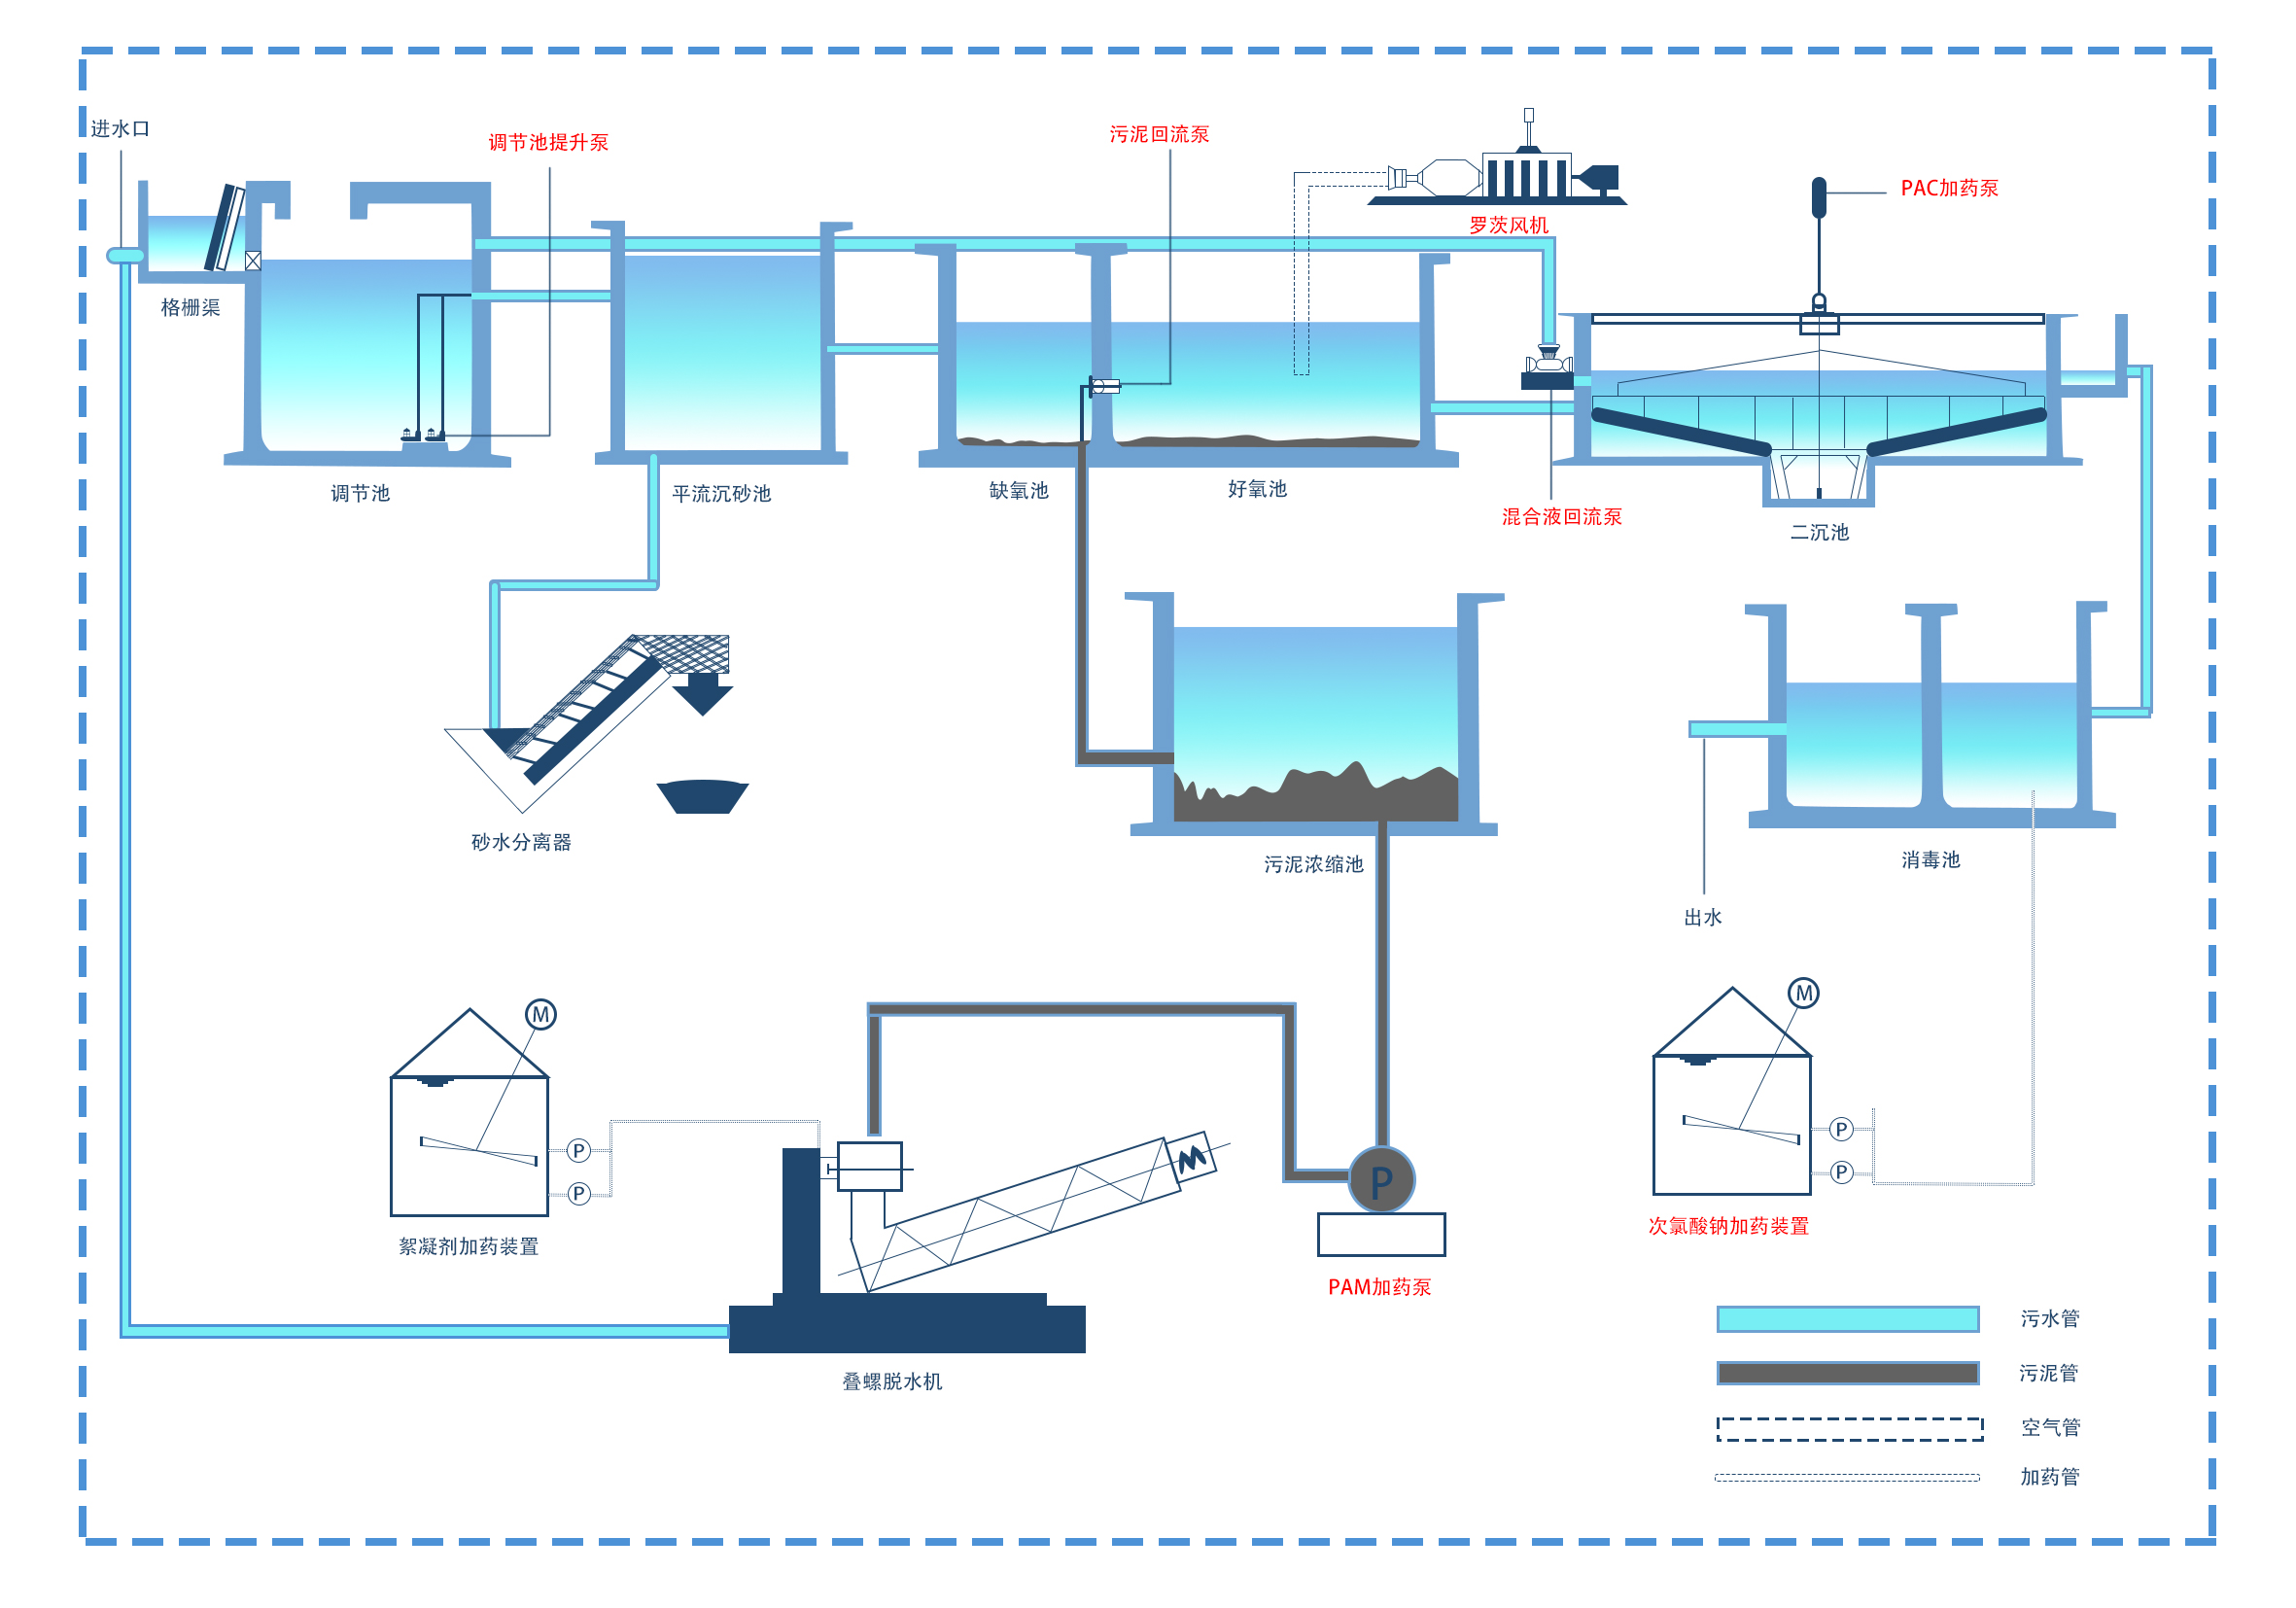 进水口
调节池提升泵
污泥回流泵
罗茨风机
PAC加药泵
格栅渠
调节池
平流沉砂池
缺氧池
好氧池
混合液回流泵
二沉池
砂水分离器
污泥浓缩池
消毒池
出水
M
P
P
絮凝剂加药装置
P
PAM加药泵
M
P
P
次氯酸钠加药装置
叠螺脱水机
污水管
污泥管
空气管
加药管